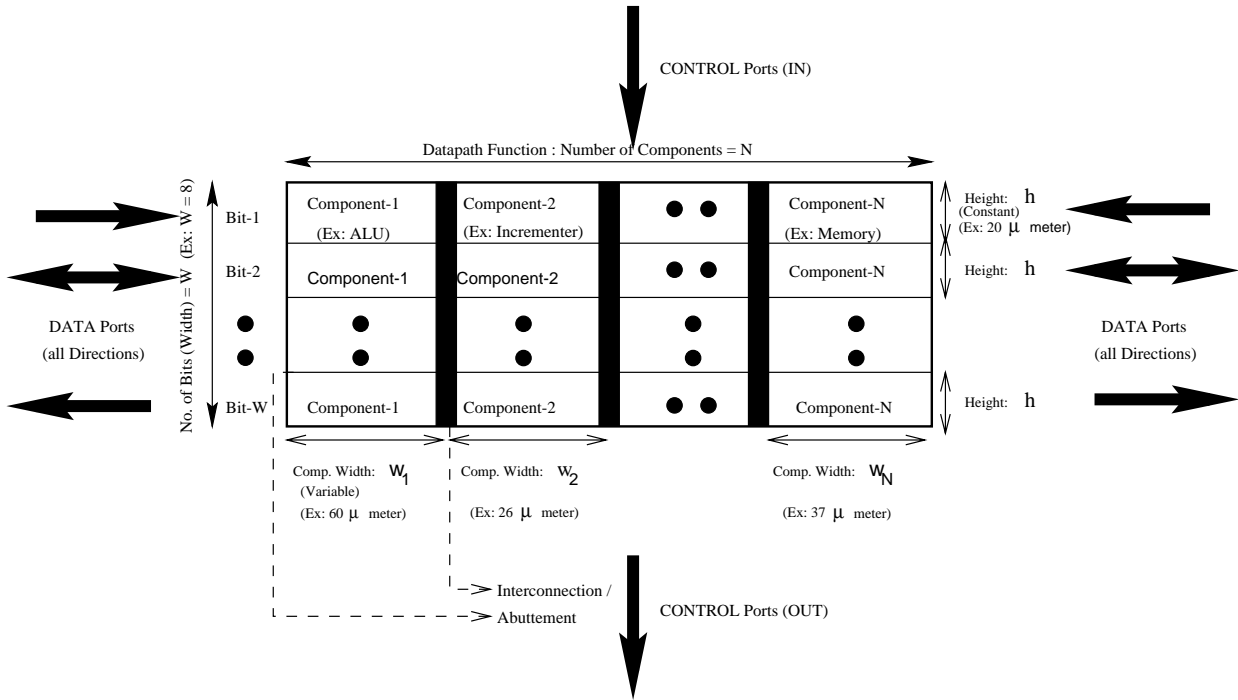 CONTROL Ports (IN)
Datapath Function : Number of Components = N
No. of Bits (Width) = W (Ex: W = 8)
Bit-1
Component-1
(Ex: ALU)
Component-2
(Ex: Incrementer)
Component-N
(Ex: Memory)
Height: h
(Constant)
(Ex: 20 μ meter)
Bit-2
Component-1
Component-2
Component-N
Height: h
DATA Ports
(all Directions)
DATA Ports
(all Directions)
Bit-W
Component-1
Component-2
Component-N
Height: h
Comp. Width: W1
(Variable)
(Ex: 60 μ meter)
Comp. Width: W2
(Ex: 26 μ meter)
Comp. Width: WN
(Ex: 37 μ meter)
Interconnection /
Abuttement
CONTROL Ports (OUT)